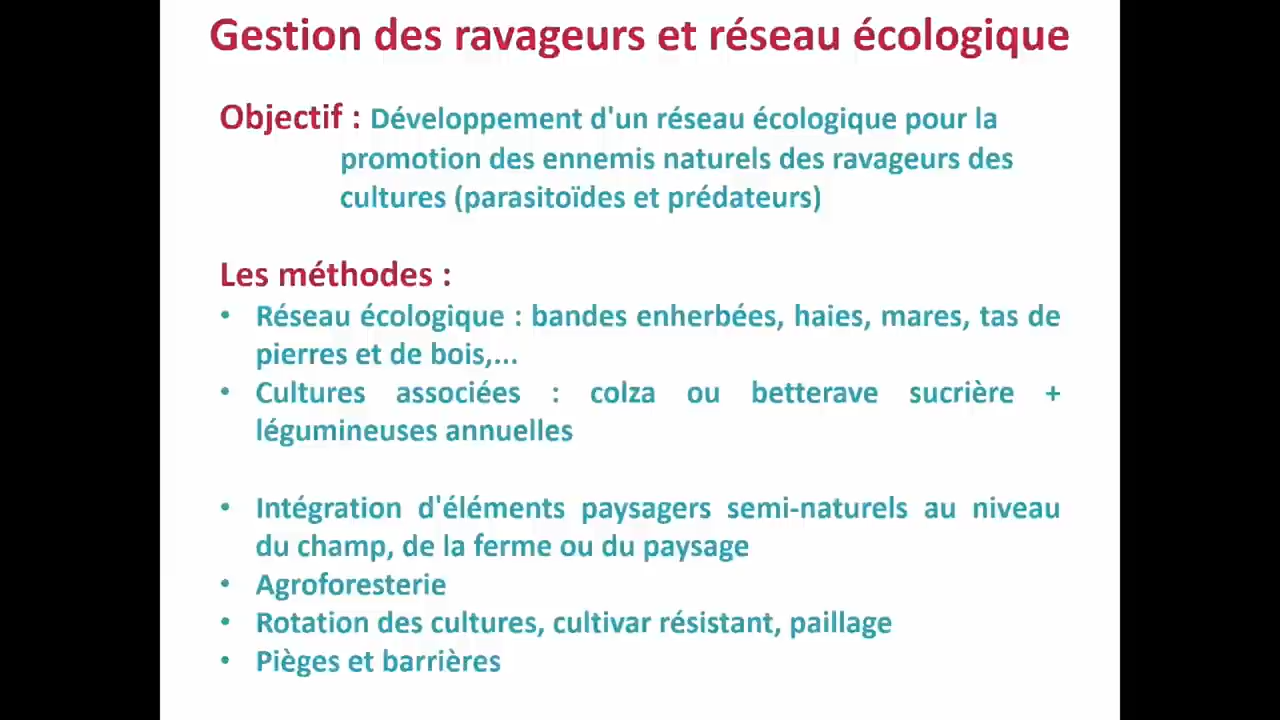 Gestion des ravageurs et réseau écologique
Objectif : Développement d'un réseau écologique pour la
promotion des ennemis naturels des ravageurs des
cultures (parasitoïdes et prédateurs)
Les méthodes :
• Réseau écologique : bandes enherbées, haies, mares, tas de
pierres et de bois,...
• Cultures associées : colza ou betterave sucrière +
légumineuses annuelles
• Intégration d'éléments paysagers semi-naturels au niveau
du champ, de la ferme ou du paysage
• Agroforesterie
• Rotation des cultures, cultivar résistant, paillage
• Pièges et barrières